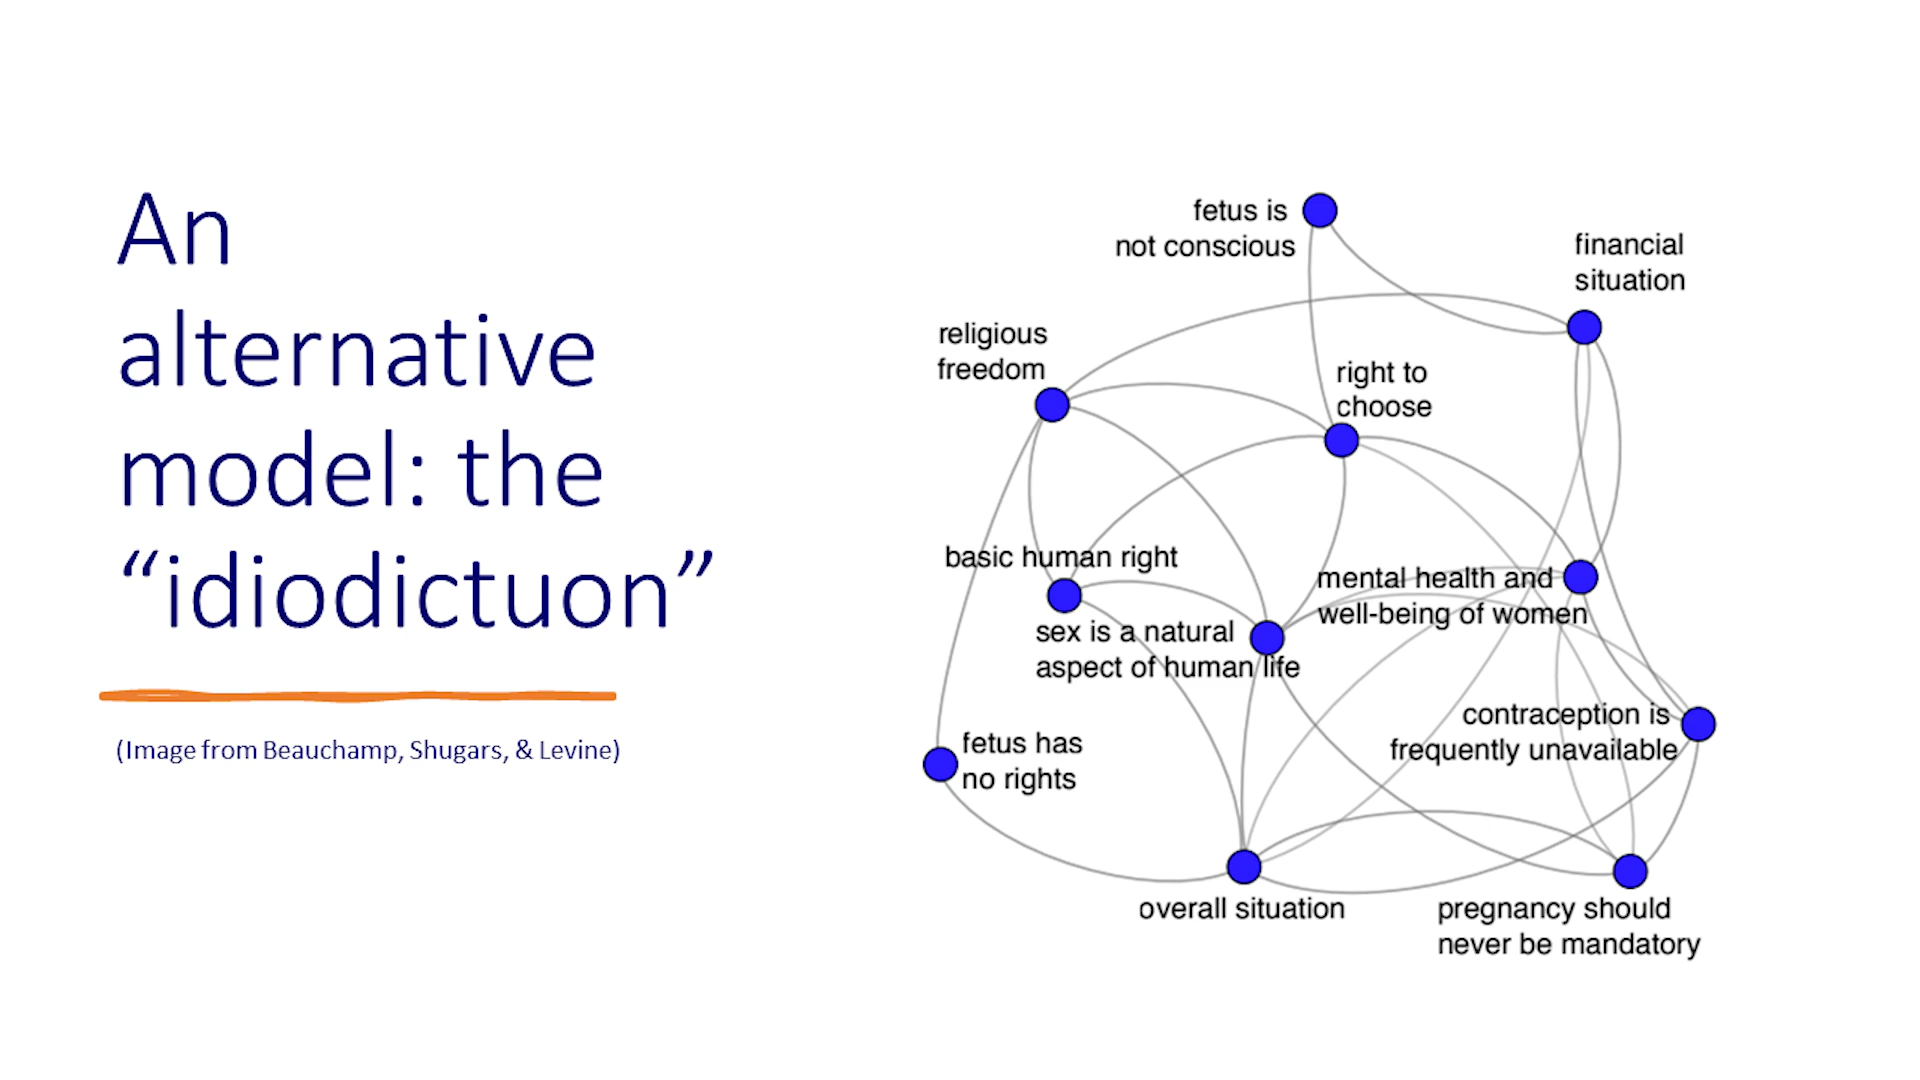 An
alternative
model: the
“idiodictuon”
(Image from Beauchamp, Shugars, & Levine)
fetus is
not conscious
financial
situation
religious
freedom
right to
choose
basic human right
mental health and
well-being of women
sex is a natural
aspect of human life
contraception is
frequently unavailable
fetus has
no rights
overall situation
pregnancy should
never be mandatory